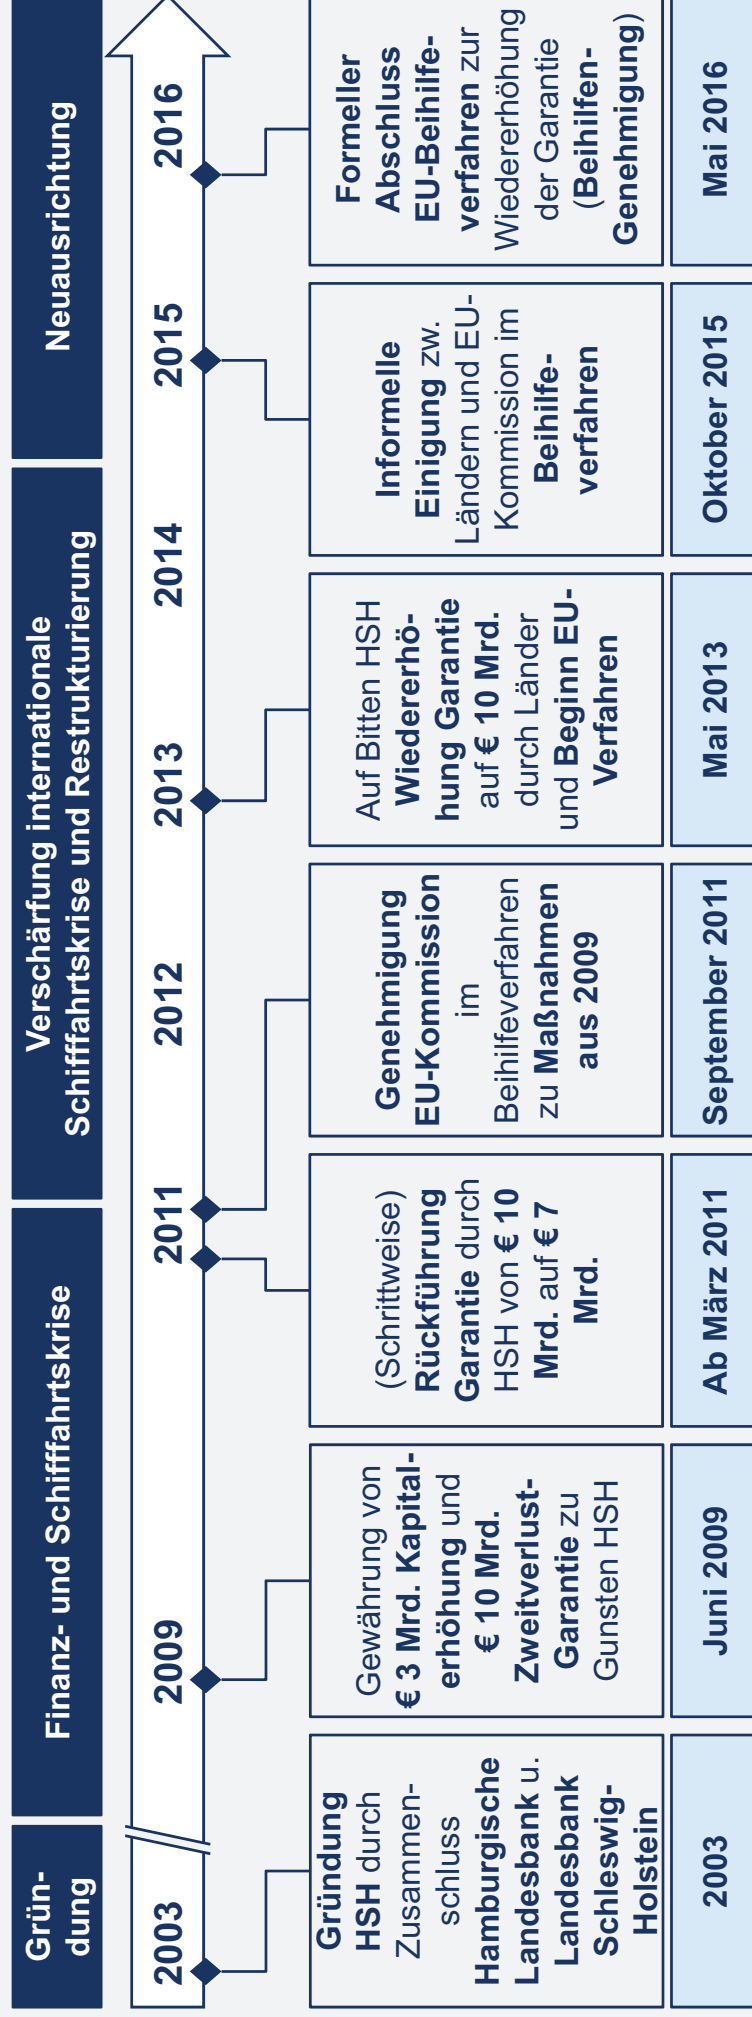 Grün-
dung
Finanz- und Schifffahrtskrise
Verschärfung internationale
Schifffahrtskrise und Restrukturierung
Neuausrichtung
2003
2009
2011
2012
2013
2014
2015
2016
Gründung
HSH durch
Zusammen-
schluss
Hamburgische
Landesbank u.
Landesbank
Schleswig-
Holstein
2003
Gewährung von
€ 3 Mrd. Kapital-
erhöhung und
€ 10 Mrd.
Zweitverlust-
Garantie zu
Gunsten HSH
Juni 2009
(Schrittweise)
Rückführung
Garantie durch
HSH von € 10
Mrd. auf € 7
Mrd.
Ab März 2011
Genehmigung
EU-Kommission
im
Beihilfeverfahren
zu Maßnahmen
aus 2009
September 2011
Auf Bitten HSH
Wiedererhö-
hung Garantie
auf € 10 Mrd.
durch Länder
und Beginn EU-
Verfahren
Mai 2013
Informelle
Einigung zw.
Ländern und EU-
Kommission im
Beihilfe-
verfahren
Oktober 2015
Formeller
Abschluss
EU-Beihilfe-
verfahren zur
Wiedererhöhung
der Garantie
(Beihilfen-
Genehmigung)
Mai 2016